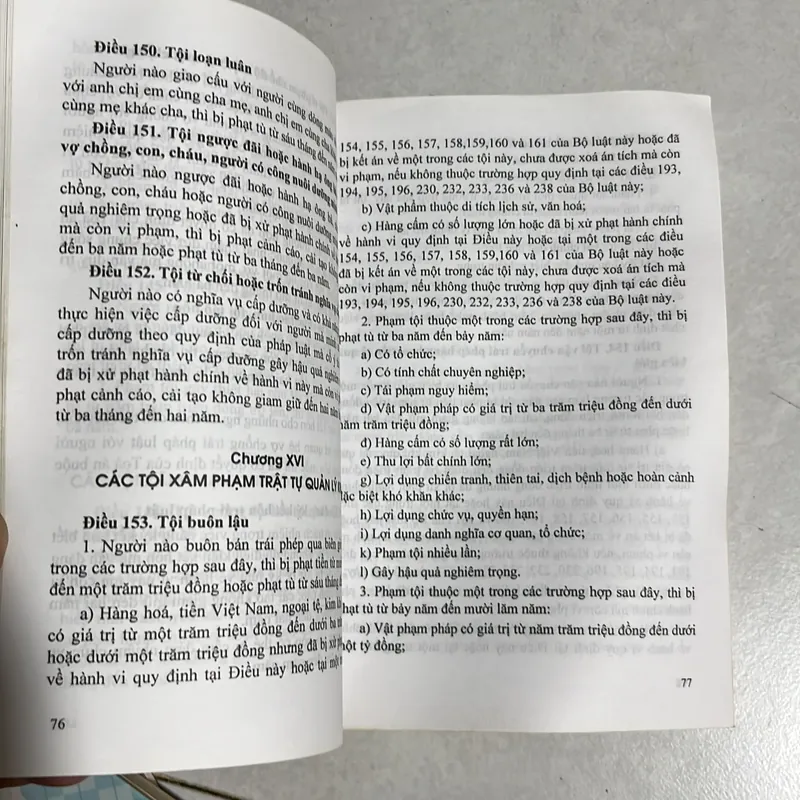 Điều 150. Tội loạn luân
Người nào giao cấu với người cùng dòng máu
với anh chị em cùng cha mẹ, anh chị em cùng cha
cùng mẹ khác cha, thì bị phạt tù từ sáu tháng đến
Điều 151. Tội ngược đãi hoặc hành hạ ông
vợ chồng, con, cháu, người có công nuôi dưỡng
Người nào ngược đãi hoặc hành hạ ông bà,
chồng, con, cháu hoặc người có công nuôi dưỡng
quả nghiêm trọng hoặc đã bị xử phạt hành chính
mà còn vi phạm, thì bị phạt cảnh cáo, cải tạo
đến ba năm hoặc phạt tù từ ba tháng đến ba năm.
Điều 152. Tội từ chối hoặc trốn tránh nghĩa
Người nào có nghĩa vụ cấp dưỡng và có khả
thực hiện việc cấp dưỡng đối với người mà mình
cấp dưỡng theo quy định của pháp luật mà cố ý
trốn tránh nghĩa vụ cấp dưỡng gây hậu quả nghiêm
đã bị xử phạt hành chính về hành vi này mà còn
phạt cảnh cáo, cải tạo không giam giữ đến hai năm
từ ba tháng đến hai năm.
Chương XVI
CÁC TỘI XÂM PHẠM TRẬT TỰ QUẢN LÝ
Điều 153. Tội buôn lậu
1. Người nào buôn bán trái phép qua biên
trong các trường hợp sau đây, thì bị phạt tiền từ
đến một trăm triệu đồng hoặc phạt tù từ sáu tháng
a) Hàng hoá, tiền Việt Nam, ngoại tệ, kim
có giá trị từ một trăm triệu đồng đến dưới ba
hoặc dưới một trăm triệu đồng nhưng đã bị xử
về hành vi quy định tại Điều này hoặc tại một
76
154, 155, 156, 157, 158,159,160 và 161 của Bộ luật này hoặc đã
bị kết án về một trong các tội này, chưa được xoá án tích mà còn
vi phạm, nếu không thuộc trường hợp quy định tại các điều 193,
194, 195, 196, 230, 232, 233, 236 và 238 của Bộ luật này;
b) Vật phẩm thuộc di tích lịch sử, văn hoá;
c) Hàng cấm có số lượng lớn hoặc đã bị xử phạt hành chính
về hành vi quy định tại Điều này hoặc tại một trong các điều
154, 155, 156, 157, 158, 159,160 và 161 của Bộ luật này hoặc
đã bị kết án về một trong các tội này, chưa được xoá án tích mà
còn vi phạm, nếu không thuộc trường hợp quy định tại các điều
193, 194, 195, 196, 230, 232, 233, 236 và 238 của Bộ luật này.
2. Phạm tội thuộc một trong các trường hợp sau đây, thì bị
phạt tù từ ba năm đến bảy năm:
a) Có tổ chức;
b) Có tính chất chuyên nghiệp;
c) Tái phạm nguy hiểm;
d) Vật phạm pháp có giá trị từ ba trăm triệu đồng đến dưới
năm trăm triệu đồng;
đ) Hàng cấm có số lượng rất lớn;
e) Thu lợi bất chính lớn;
g) Lợi dụng chiến tranh, thiên tai, dịch bệnh hoặc hoàn cảnh
đặc biệt khó khăn khác;
h) Lợi dụng chức vụ, quyền hạn;
i) Lợi dụng danh nghĩa cơ quan, tổ chức;
k) Phạm tội nhiều lần;
l) Gây hậu quả nghiêm trọng.
3. Phạm tội thuộc một trong các trường hợp sau đây, thì bị
phạt tù từ bảy năm đến mười lăm năm:
a) Vật phạm pháp có giá trị từ năm trăm triệu đồng đến dưới
một tỷ đồng;
77